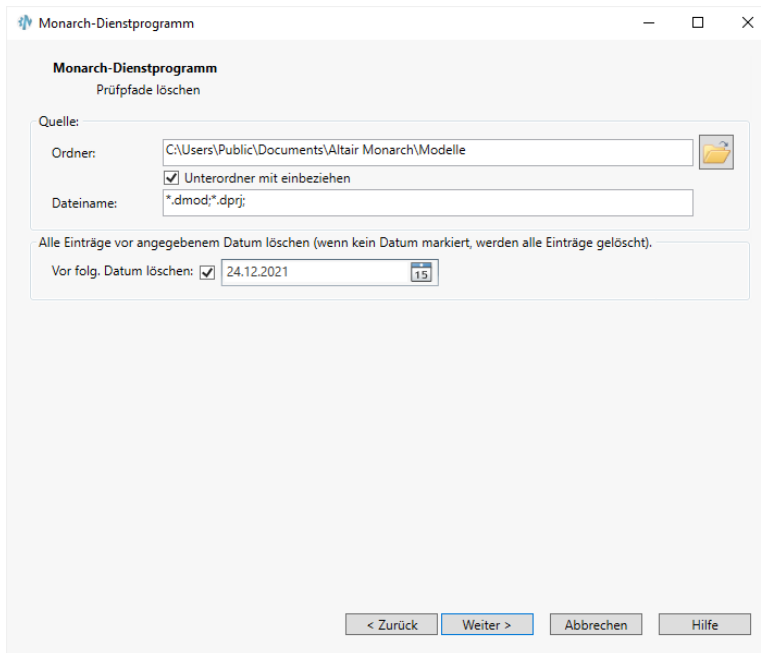 Monarch-Dienstprogramm
Monarch-Dienstprogramm
Prüfpfade löschen
Quelle:
Ordner: C:\Users\Public\Documents\Altair Monarch\Modelle
Unterordner mit einbeziehen
Dateiname: *.dmod;*.dprj;
Alle Einträge vor angegebenem Datum löschen (wenn kein Datum markiert, werden alle Einträge gelöscht).
Vor folg. Datum löschen: 24.12.2021 15
< Zurück Weiter > Abbrechen Hilfe